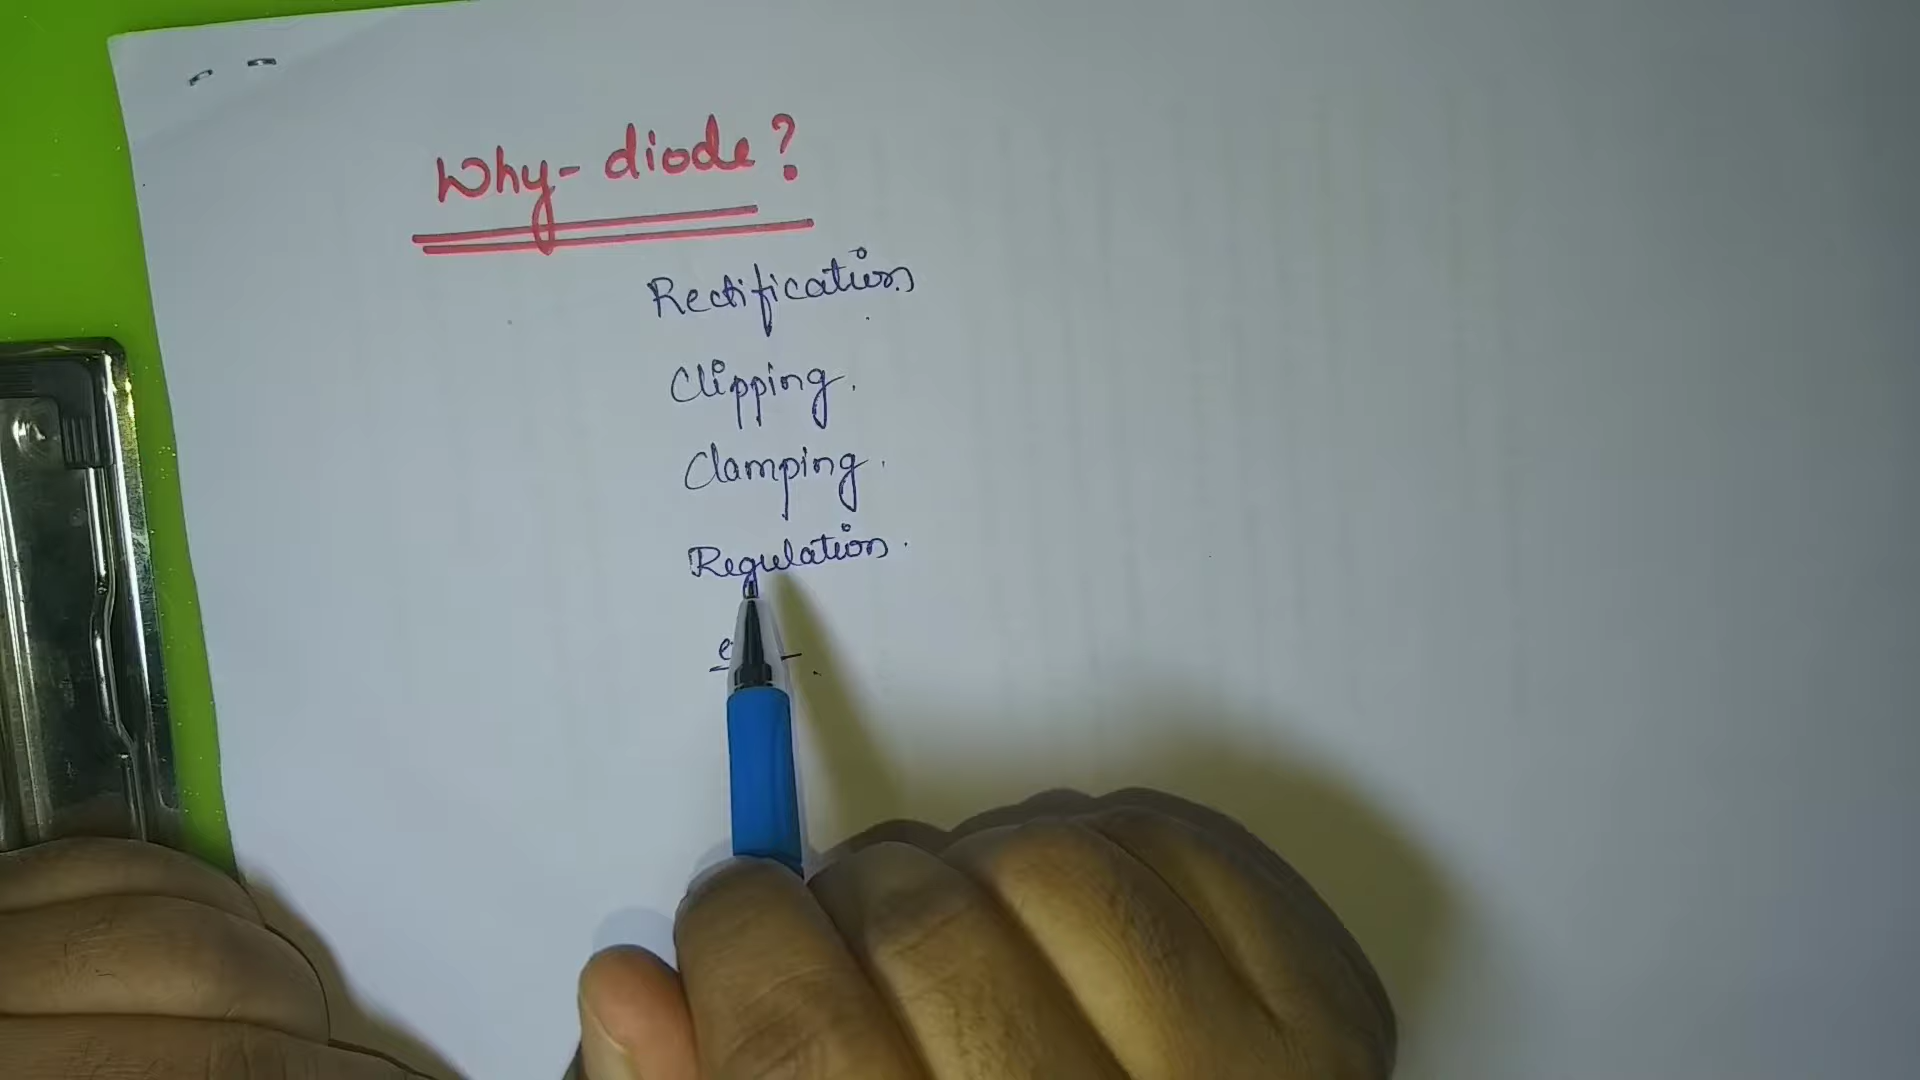 Why- diode?
Rectification
Clipping.
Clamping.
Regulation.